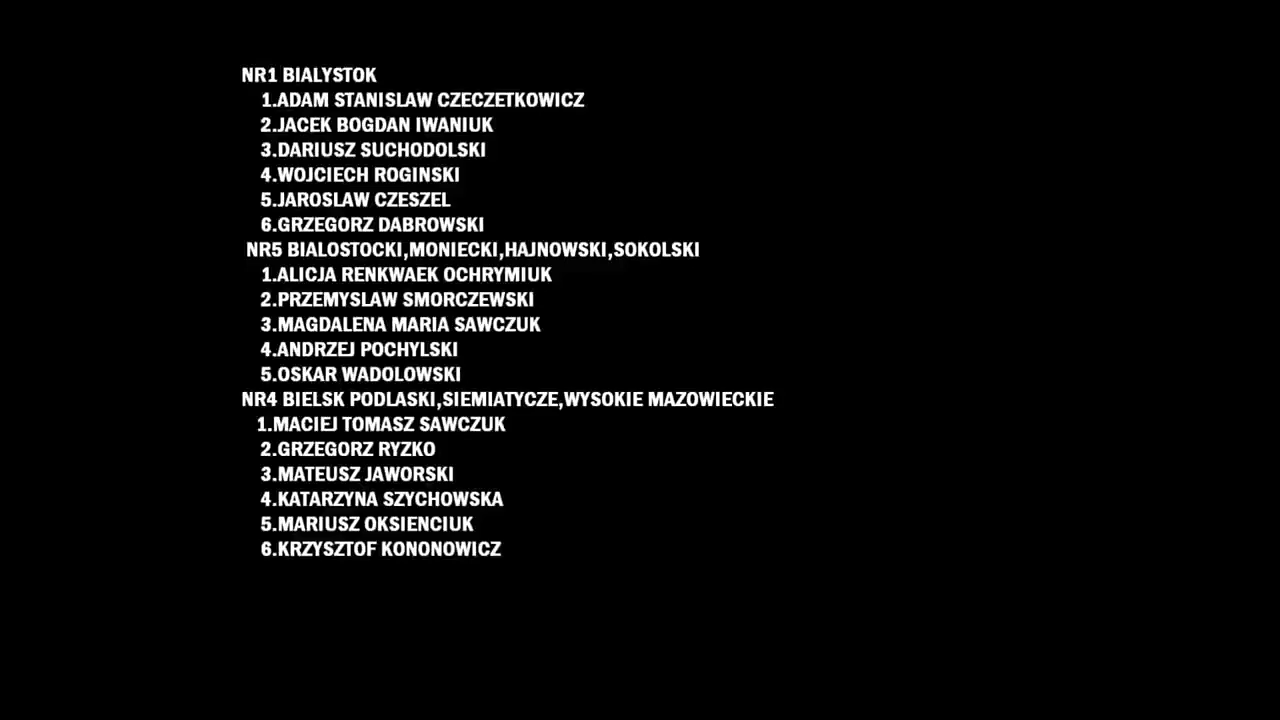 NR1 BIALYSTOK
1.ADAM STANISLAW CZECZETKOWICZ
2.JACEK BOGDAN IWANIUK
3.DARIUSZ SUCHODOLSKI
4.WOJCIECH ROGINSKI
5.JAROSLAW CZESZEL
6.GRZEGORZ DABROWSKI
NR5 BIALOSTOCKI,MONIECKI,HAJNOWSKI,SOKOLSKI
1.ALICJA RENKWAEK OCHRYMIUK
2.PRZEMYSLAW SMORCZEWSKI
3.MAGDALENA MARIA SAWCZUK
4.ANDRZEJ POCHYLSKI
5.OSKAR WADOLOWSKI
NR4 BIELSK PODLASKI,SIEMIATYCZE,WYSOKIE MAZOWIECKIE
1.MACIEJ TOMASZ SAWCZUK
2.GRZEGORZ RYZKO
3.MATEUSZ JAWORSKI
4.KATARZYNA SZYCHOWSKA
5.MARIUSZ OKSIENCIUK
6.KRZYSZTOF KONONOWICZ